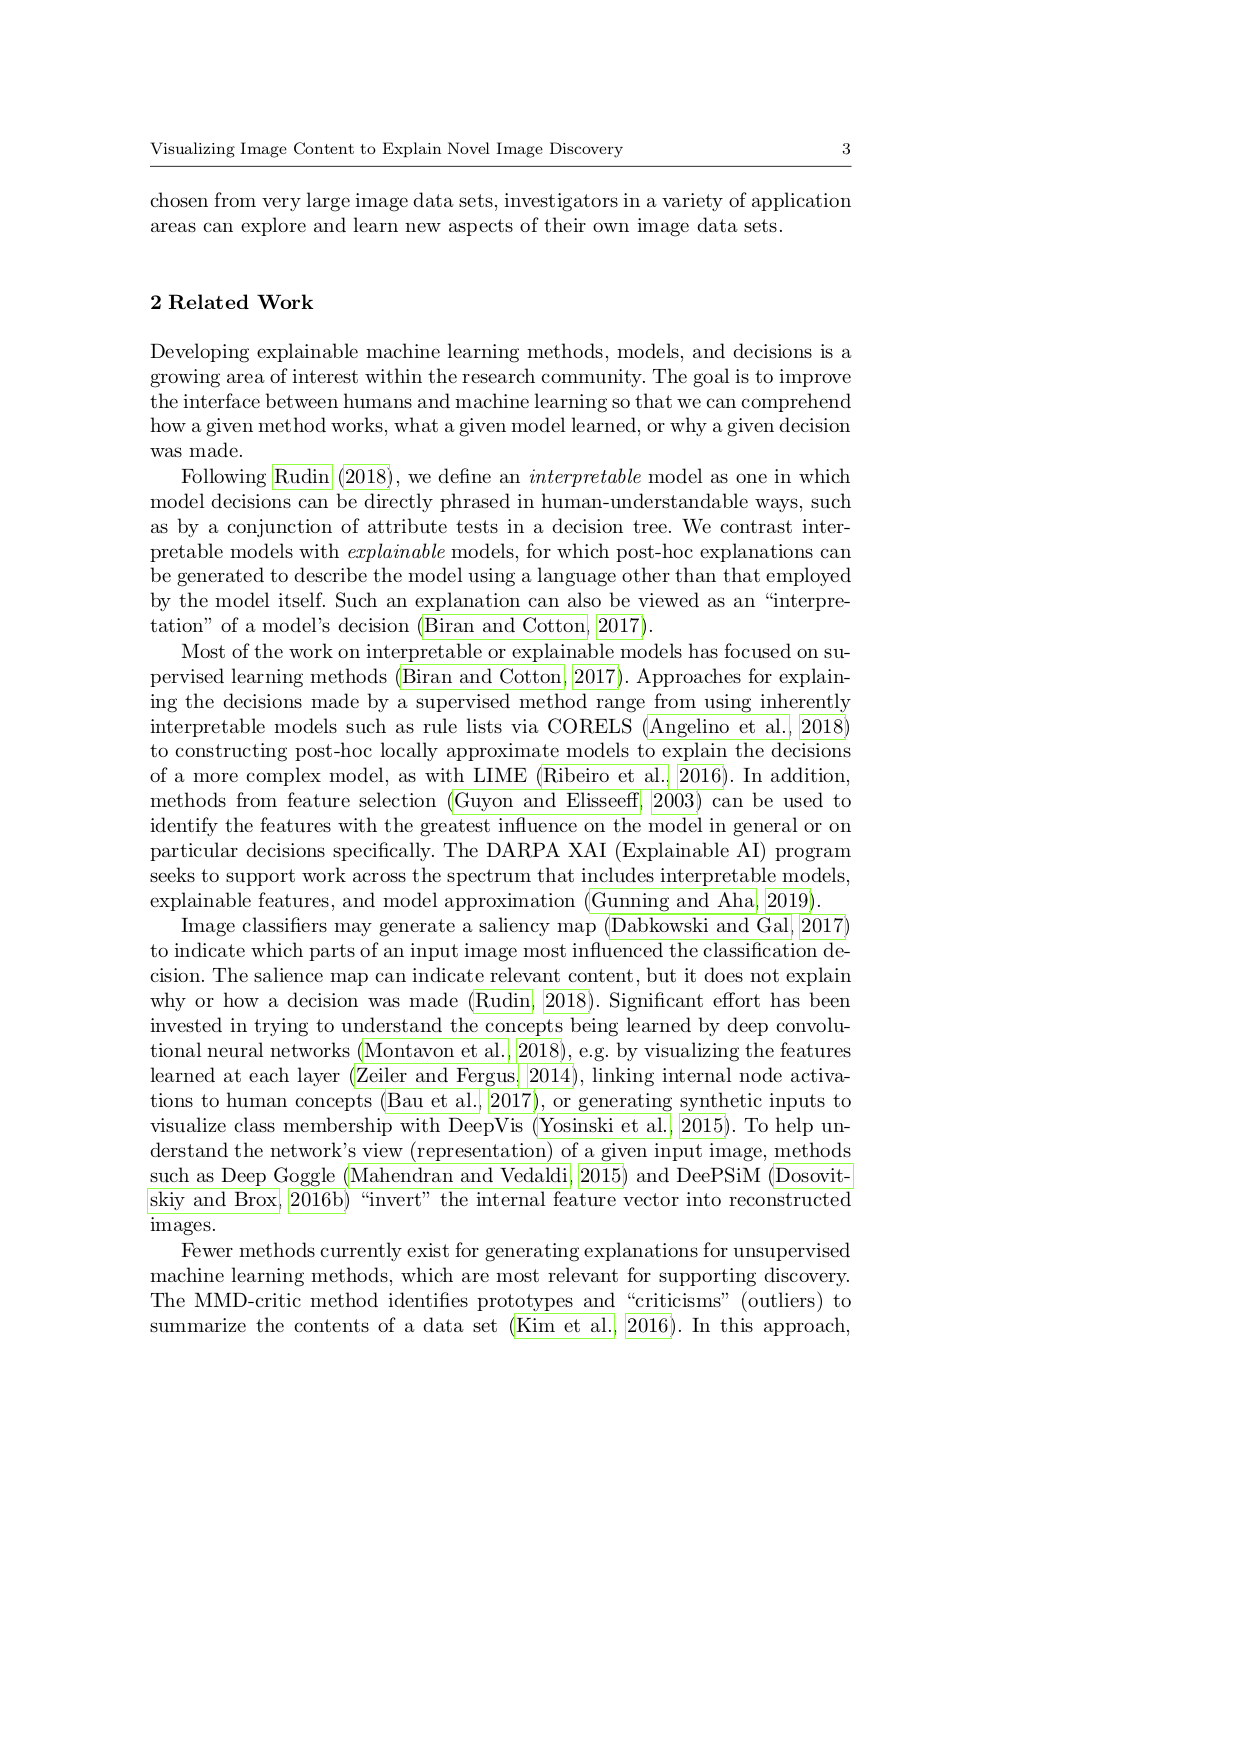 Visualizing Image Content to Explain Novel Image Discovery 3
chosen from very large image data sets, investigators in a variety of application
areas can explore and learn new aspects of their own image data sets.
2 Related Work
Developing explainable machine learning methods, models, and decisions is a
growing area of interest within the research community. The goal is to improve
the interface between humans and machine learning so that we can comprehend
how a given method works, what a given model learned, or why a given decision
was made.
Following Rudin (2018), we define an interpretable model as one in which
model decisions can be directly phrased in human-understandable ways, such
as by a conjunction of attribute tests in a decision tree. We contrast inter-
pretable models with explainable models, for which post-hoc explanations can
be generated to describe the model using a language other than that employed
by the model itself. Such an explanation can also be viewed as an “interpre-
tation” of a model’s decision (Biran and Cotton, 2017).
Most of the work on interpretable or explainable models has focused on su-
pervised learning methods (Biran and Cotton, 2017). Approaches for explain-
ing the decisions made by a supervised method range from using inherently
interpretable models such as rule lists via CORELS (Angelino et al., 2018)
to constructing post-hoc locally approximate models to explain the decisions
of a more complex model, as with LIME (Ribeiro et al., 2016). In addition,
methods from feature selection (Guyon and Elisseeff, 2003) can be used to
identify the features with the greatest influence on the model in general or on
particular decisions specifically. The DARPA XAI (Explainable AI) program
seeks to support work across the spectrum that includes interpretable models,
explainable features, and model approximation (Gunning and Aha, 2019).
Image classifiers may generate a saliency map (Dabkowski and Gal, 2017)
to indicate which parts of an input image most influenced the classification de-
cision. The salience map can indicate relevant content, but it does not explain
why or how a decision was made (Rudin, 2018). Significant effort has been
invested in trying to understand the concepts being learned by deep convolu-
tional neural networks (Montavon et al., 2018), e.g. by visualizing the features
learned at each layer (Zeiler and Fergus, 2014), linking internal node activa-
tions to human concepts (Bau et al., 2017), or generating synthetic inputs to
visualize class membership with DeepVis (Yosinski et al., 2015). To help un-
derstand the network’s view (representation) of a given input image, methods
such as Deep Goggle (Mahendran and Vedaldi, 2015) and DeePSiM (Dosovit-
skiy and Brox, 2016b) “invert” the internal feature vector into reconstructed
images.
Fewer methods currently exist for generating explanations for unsupervised
machine learning methods, which are most relevant for supporting discovery.
The MMD-critic method identifies prototypes and “criticisms” (outliers) to
summarize the contents of a data set (Kim et al., 2016). In this approach,